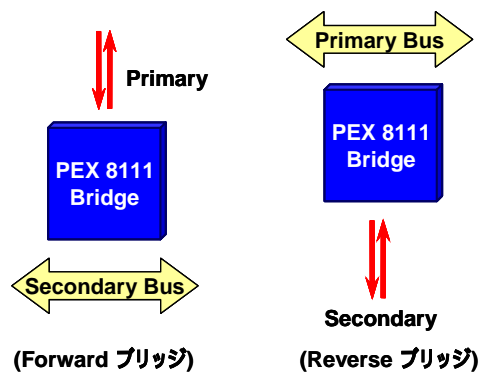 Primary
PEX 8111
Bridge
Secondary Bus
(Forward ブリッジ)
Primary Bus
PEX 8111
Bridge
Secondary
(Reverse ブリッジ)